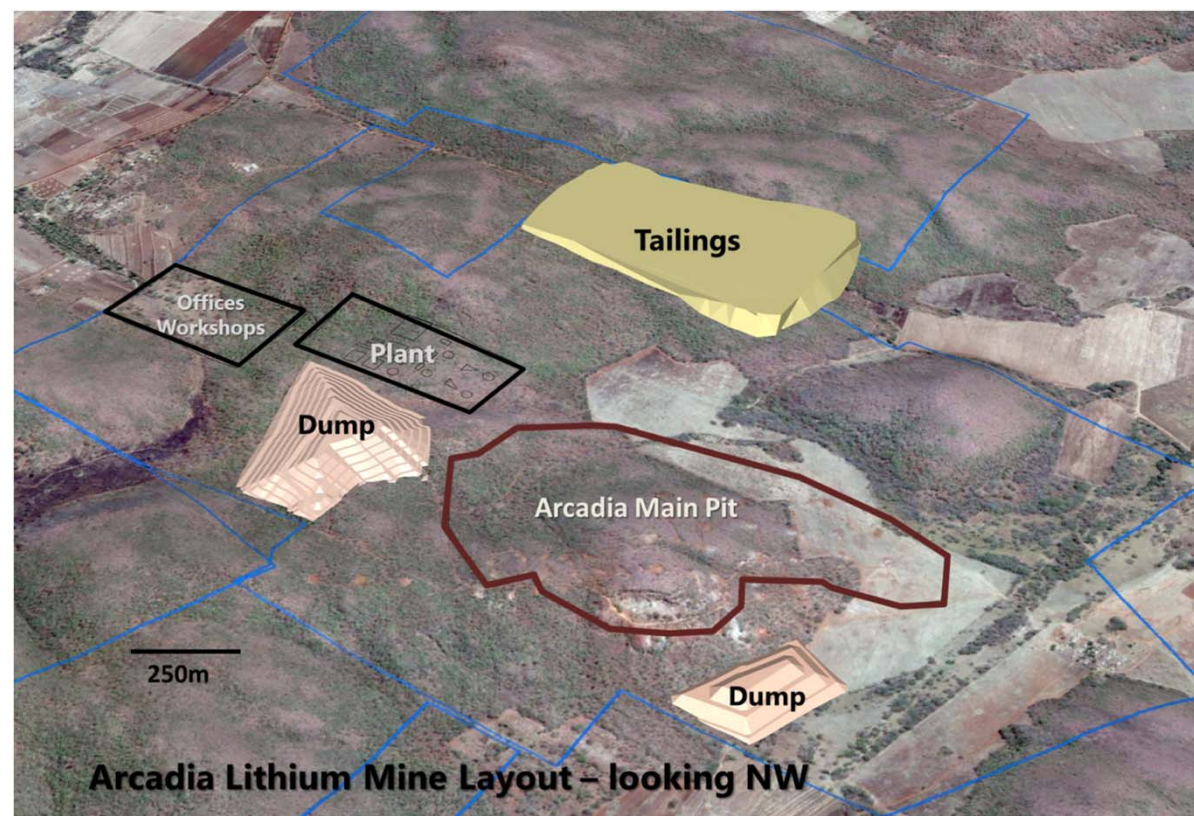 Tailings
Offices
Workshops
Plant
Dump
Arcadia Main Pit
250m
Dump
Arcadia Lithium Mine Layout – looking NW